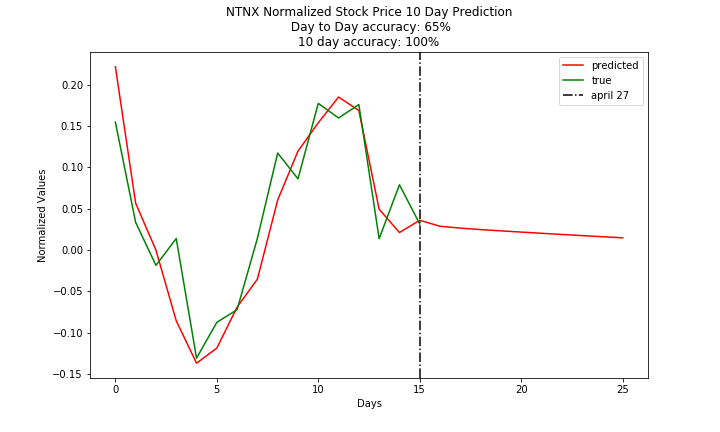 NTNX Normalized Stock Price 10 Day Prediction
Day to Day accuracy: 65%
10 day accuracy: 100%
predicted
true
april 27
0.20
0.15
0.10
0.05
0.00
−0.05
−0.10
−0.15
Normalized Values
0 5 10 15 20 25
Days